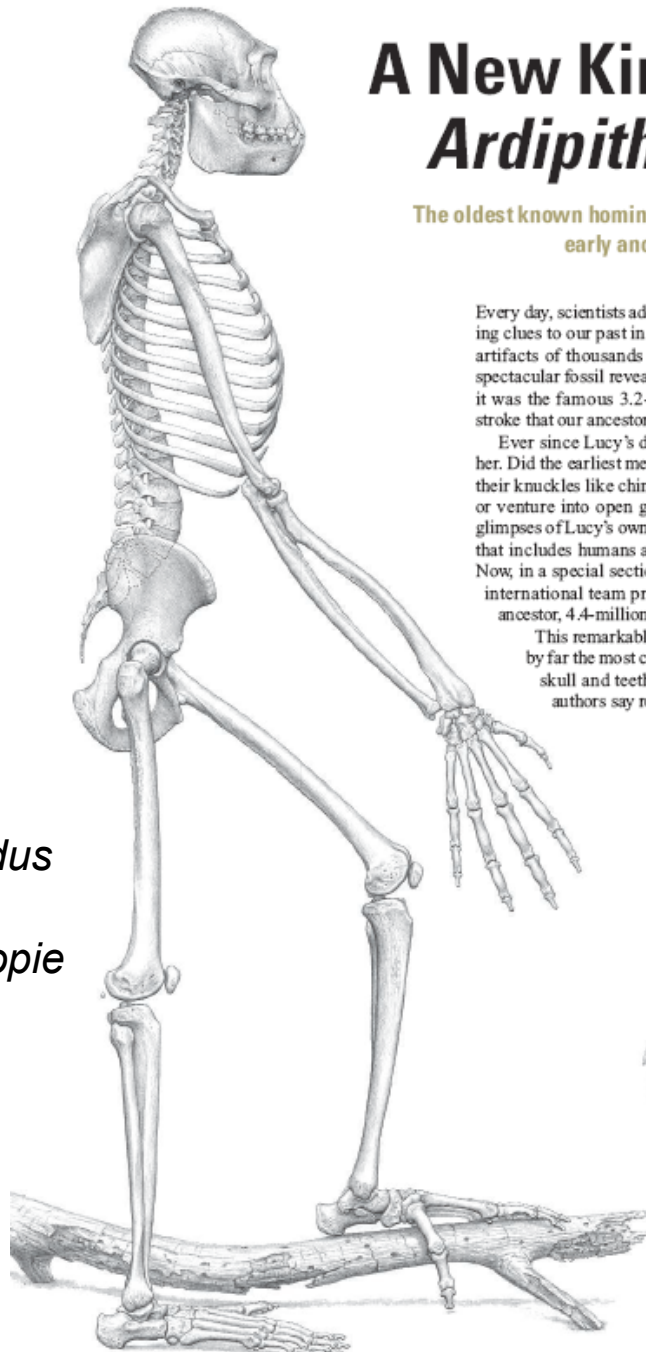 A New Kin
Ardipith
The oldest known homin
early anc
Every day, scientists ad
ing clues to our past in
artifacts of thousands
spectacular fossil revea
it was the famous 3.2-
stroke that our ancestor
Ever since Lucy's d
her. Did the earliest me
their knuckles like chin
or venture into open g
glimpses of Lucy's own
that includes humans a
Now, in a special sectio
international team pr
ancestor, 4.4-million
This remarkabl
by far the most c
skull and teeth
authors say re
dus
opie